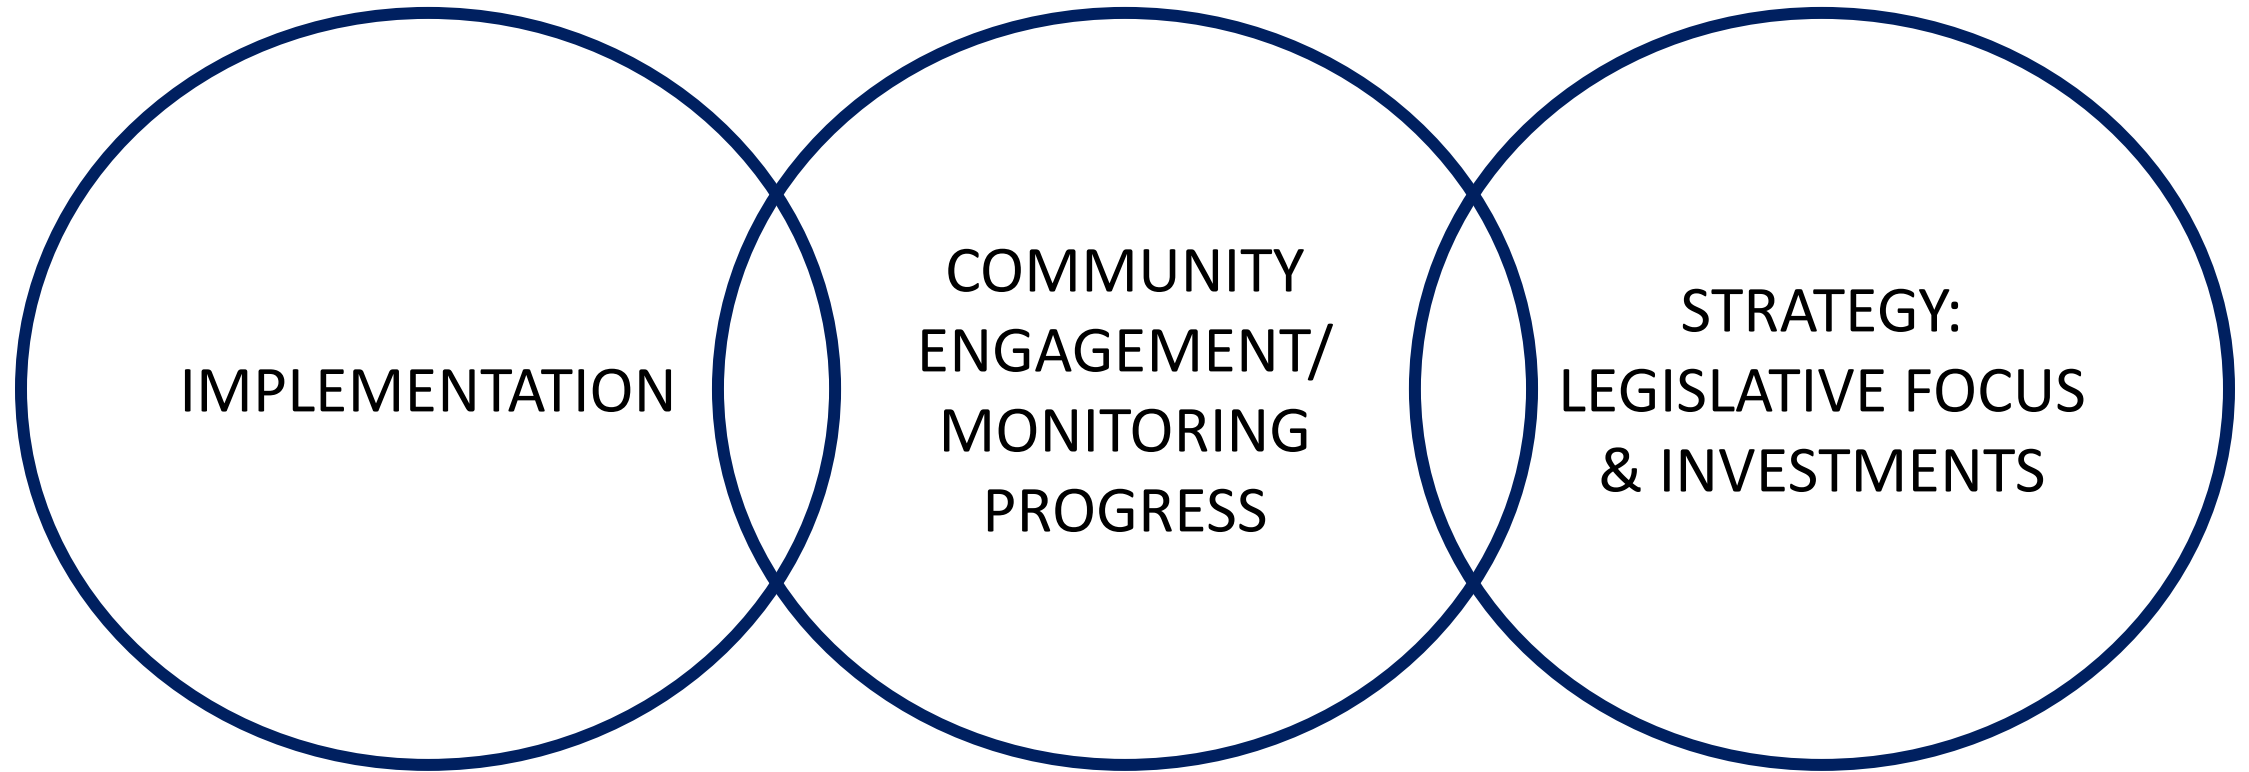 IMPLEMENTATION
COMMUNITY
ENGAGEMENT/
MONITORING
PROGRESS
STRATEGY:
LEGISLATIVE FOCUS
& INVESTMENTS